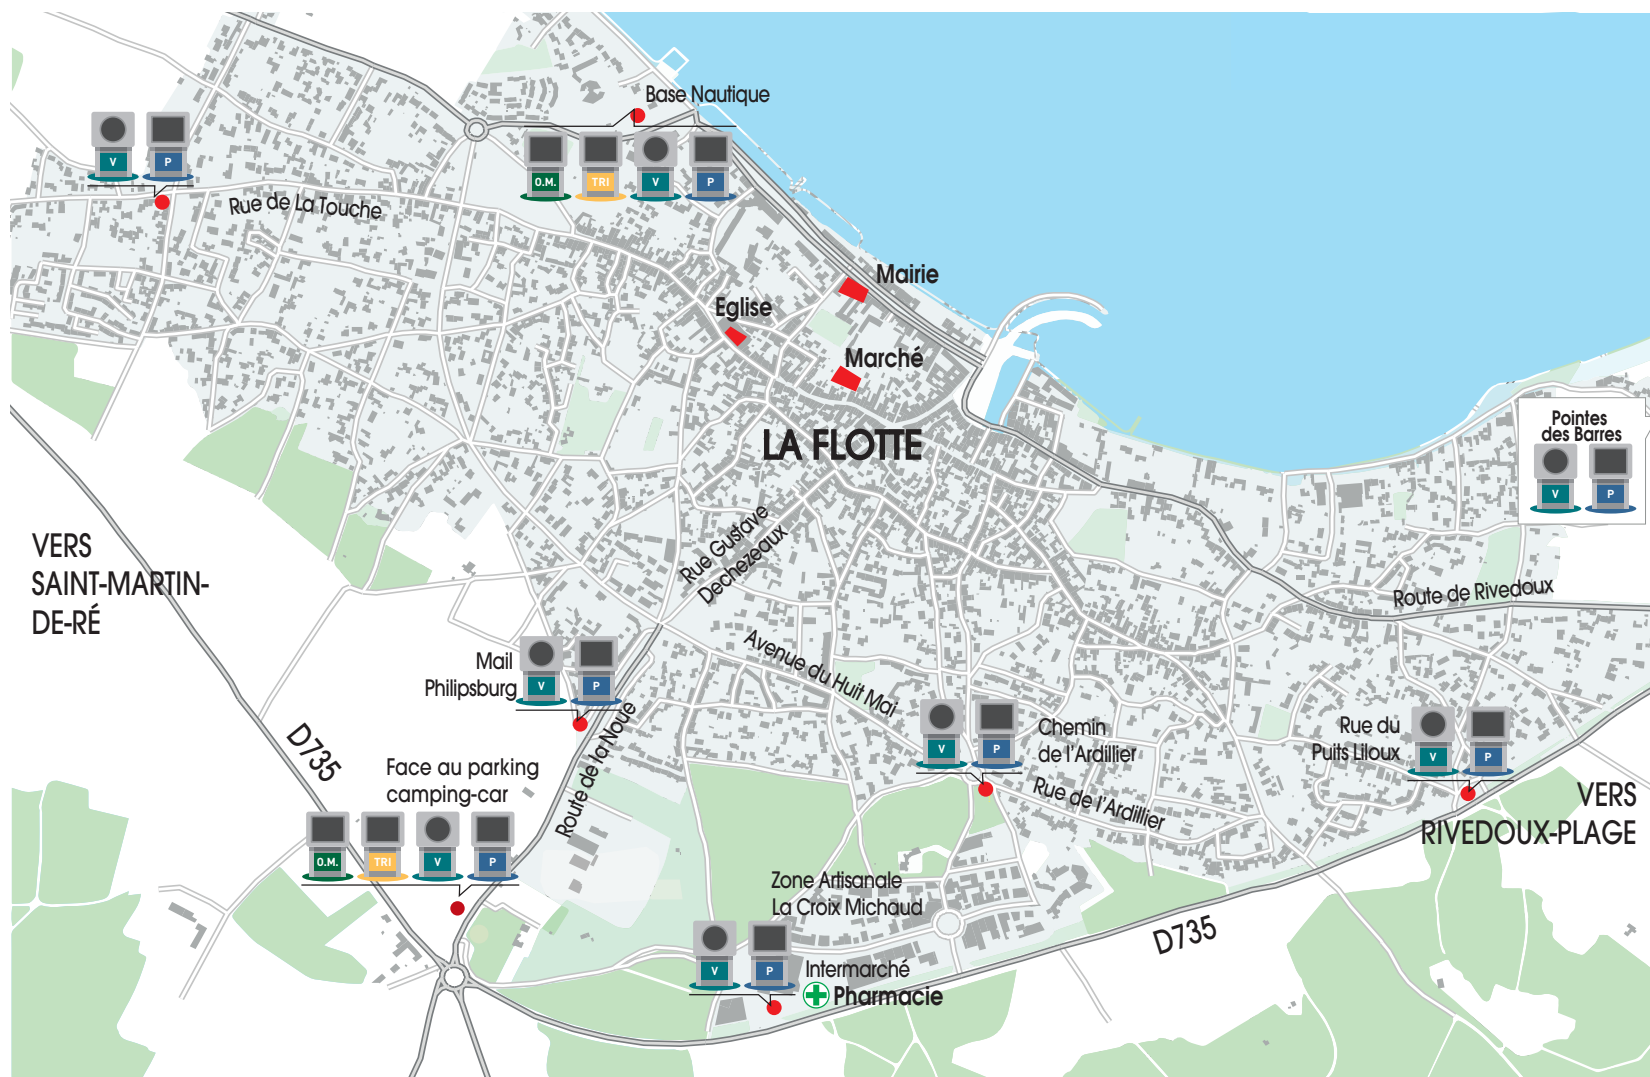 Base Nautique
V
P
O.M.
TRI
V
P
Rue de La Touche
Mairie
Eglise
Marché
LA FLOTTE
Pointes
des Barres
V
P
VERS
SAINT-MARTIN-
DE-RÉ
Rue Gustave
Dechezeaux
Route de Rivedoux
Avenue du Huit Mai
Mail
Philipsburg
V
P
Route de la Noue
D735
Face au parking
camping-car
O.M.
TRI
V
P
V
P
Chemin
de l'Ardillier
Rue de l'Ardillier
Rue du
Puits Liloux
V
P
VERS
RIVEDOUX-PLAGE
Zone Artisanale
La Croix Michaud
D735
V
P
Intermarché
Pharmacie